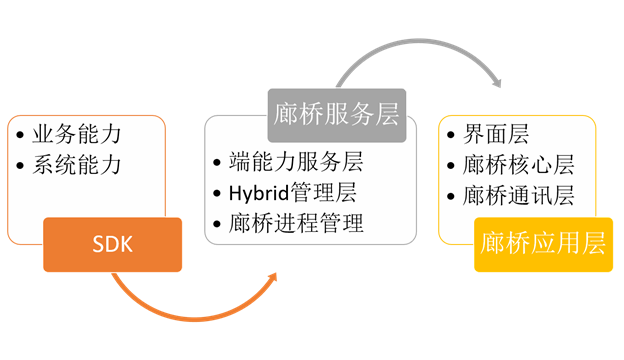 • 业务能力
• 系统能力
SDK
廊桥服务层
• 端能力服务层
• Hybrid管理层
• 廊桥进程管理
• 界面层
• 廊桥核心层
• 廊桥通讯层
廊桥应用层